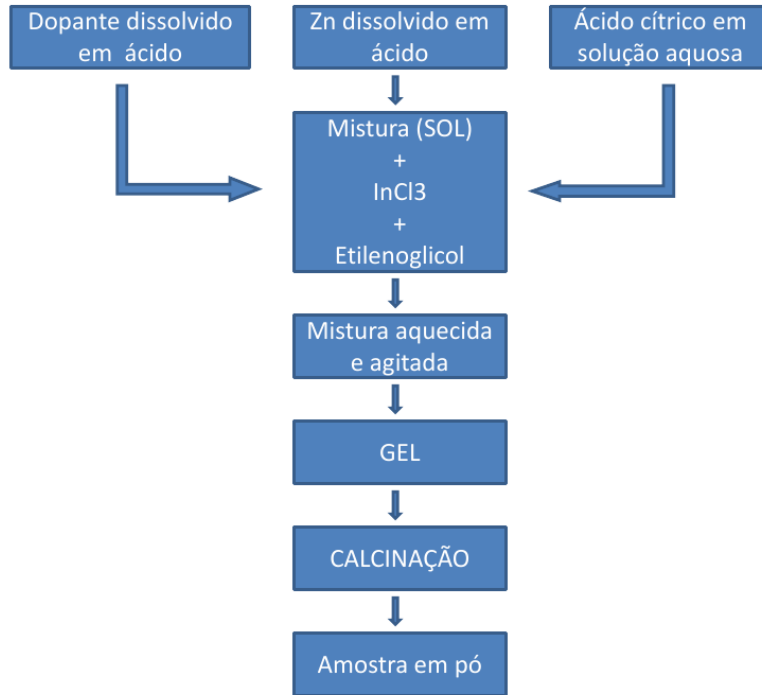 Dopante dissolvido
em ácido
Zn dissolvido em
ácido
Ácido cítrico em
solução aquosa
Mistura (SOL)
+
InCl3
+
Etilenoglicol
Mistura aquecida
e agitada
GEL
CALCINAÇÃO
Amostra em pó